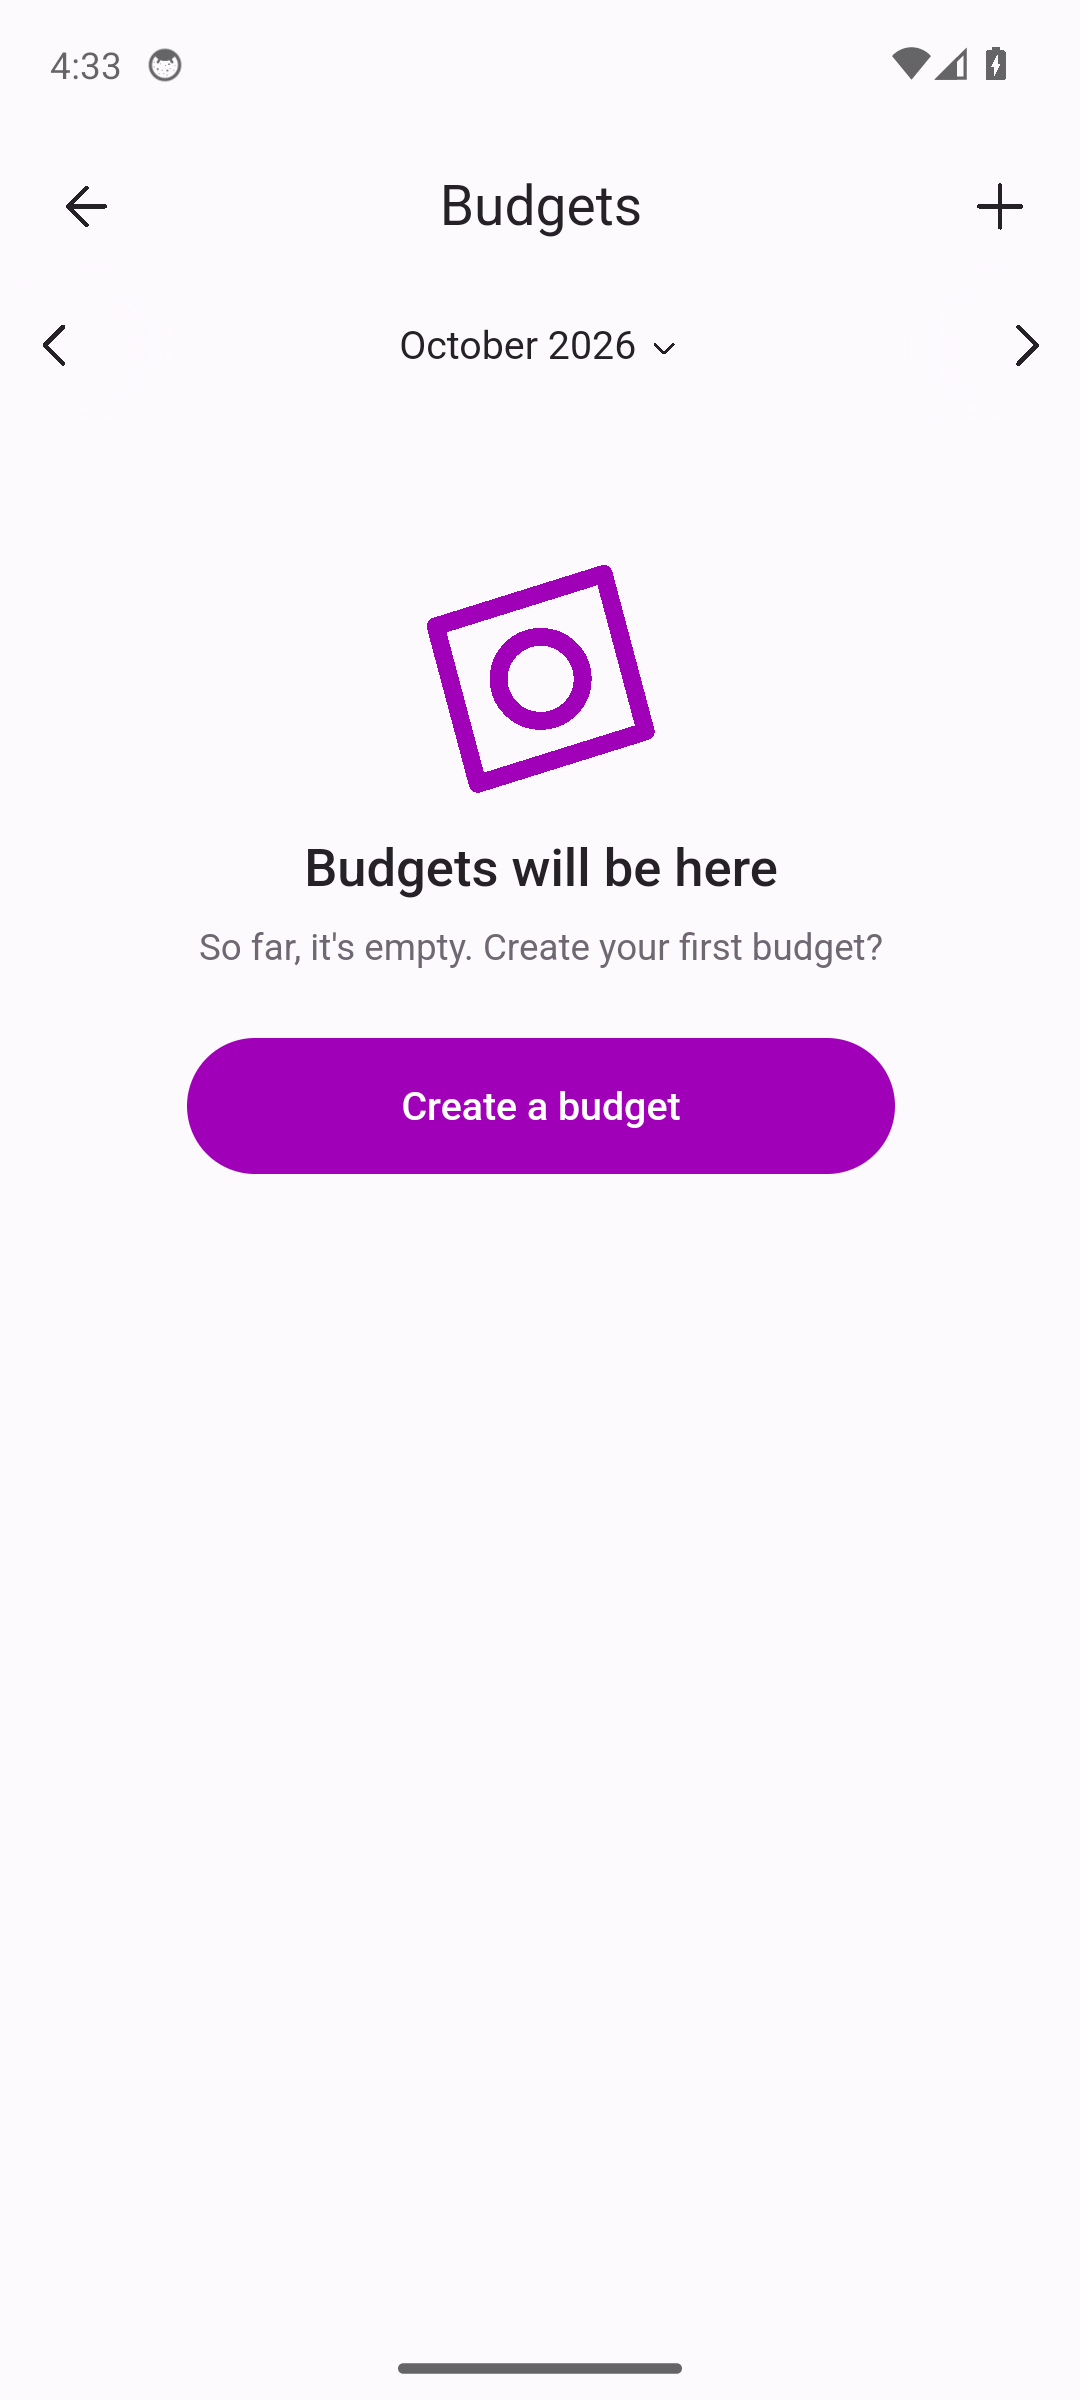 4:33
Budgets
October 2026
Budgets will be here
So far, it's empty. Create your first budget?
Create a budget